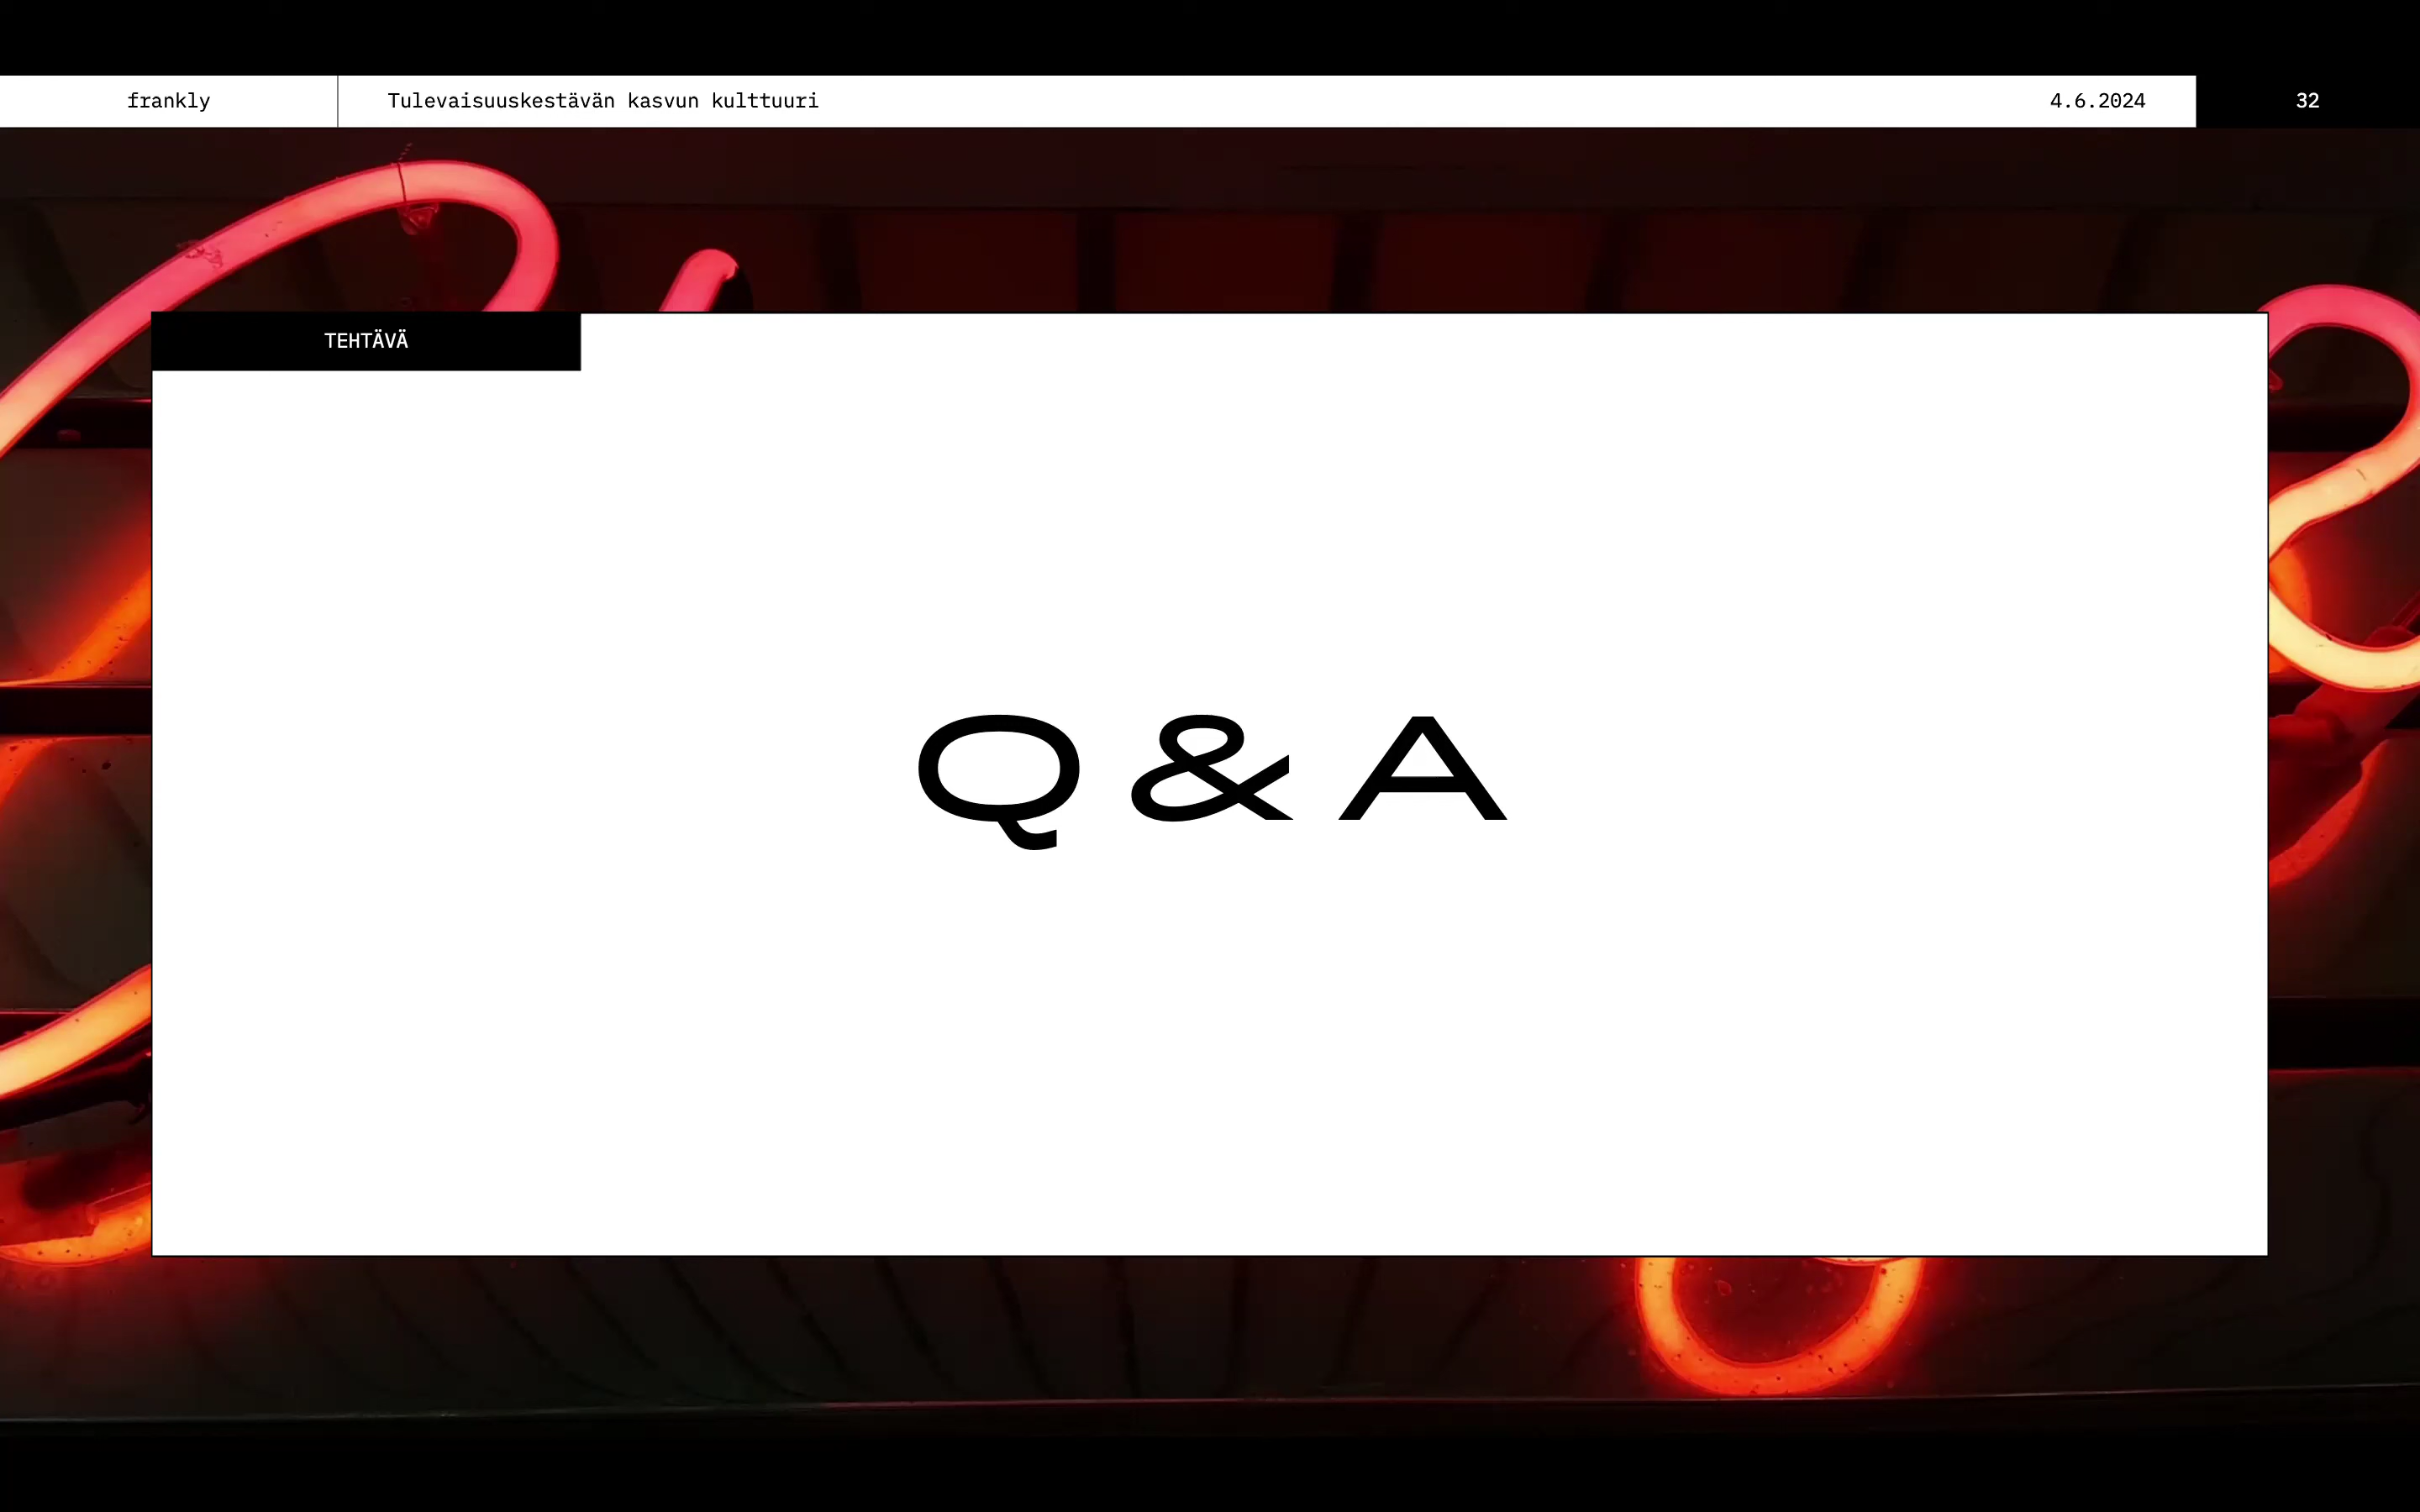 frankly
Tulevaisuuskestävän kasvun kulttuuri
4.6.2024
32
TEHTÄVÄ
Q & A